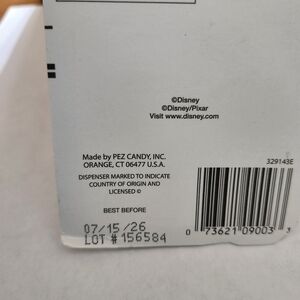 ©Disney
©Disney/Pixar
Visit www.disney.com
Made by PEZ CANDY, INC.
ORANGE, CT 06477 U.S.A.
DISPENSER MARKED TO INDICATE
COUNTRY OF ORIGIN AND
LICENSED ©
329143E
BEST BEFORE
07/15/26
LOT # 156584
0 73621 09003 3